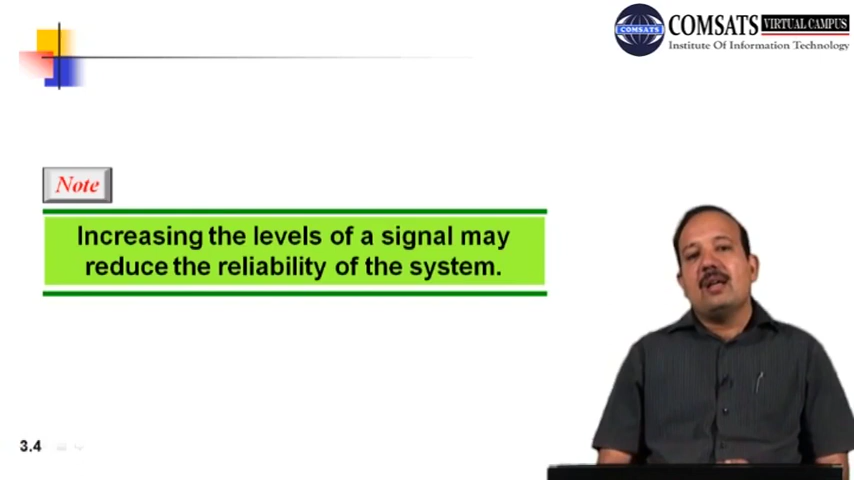 COMSATS VIRTUAL CAMPUS
COMSATS
Institute Of Information Technology
Note
Increasing the levels of a signal may
reduce the reliability of the system.
3.4